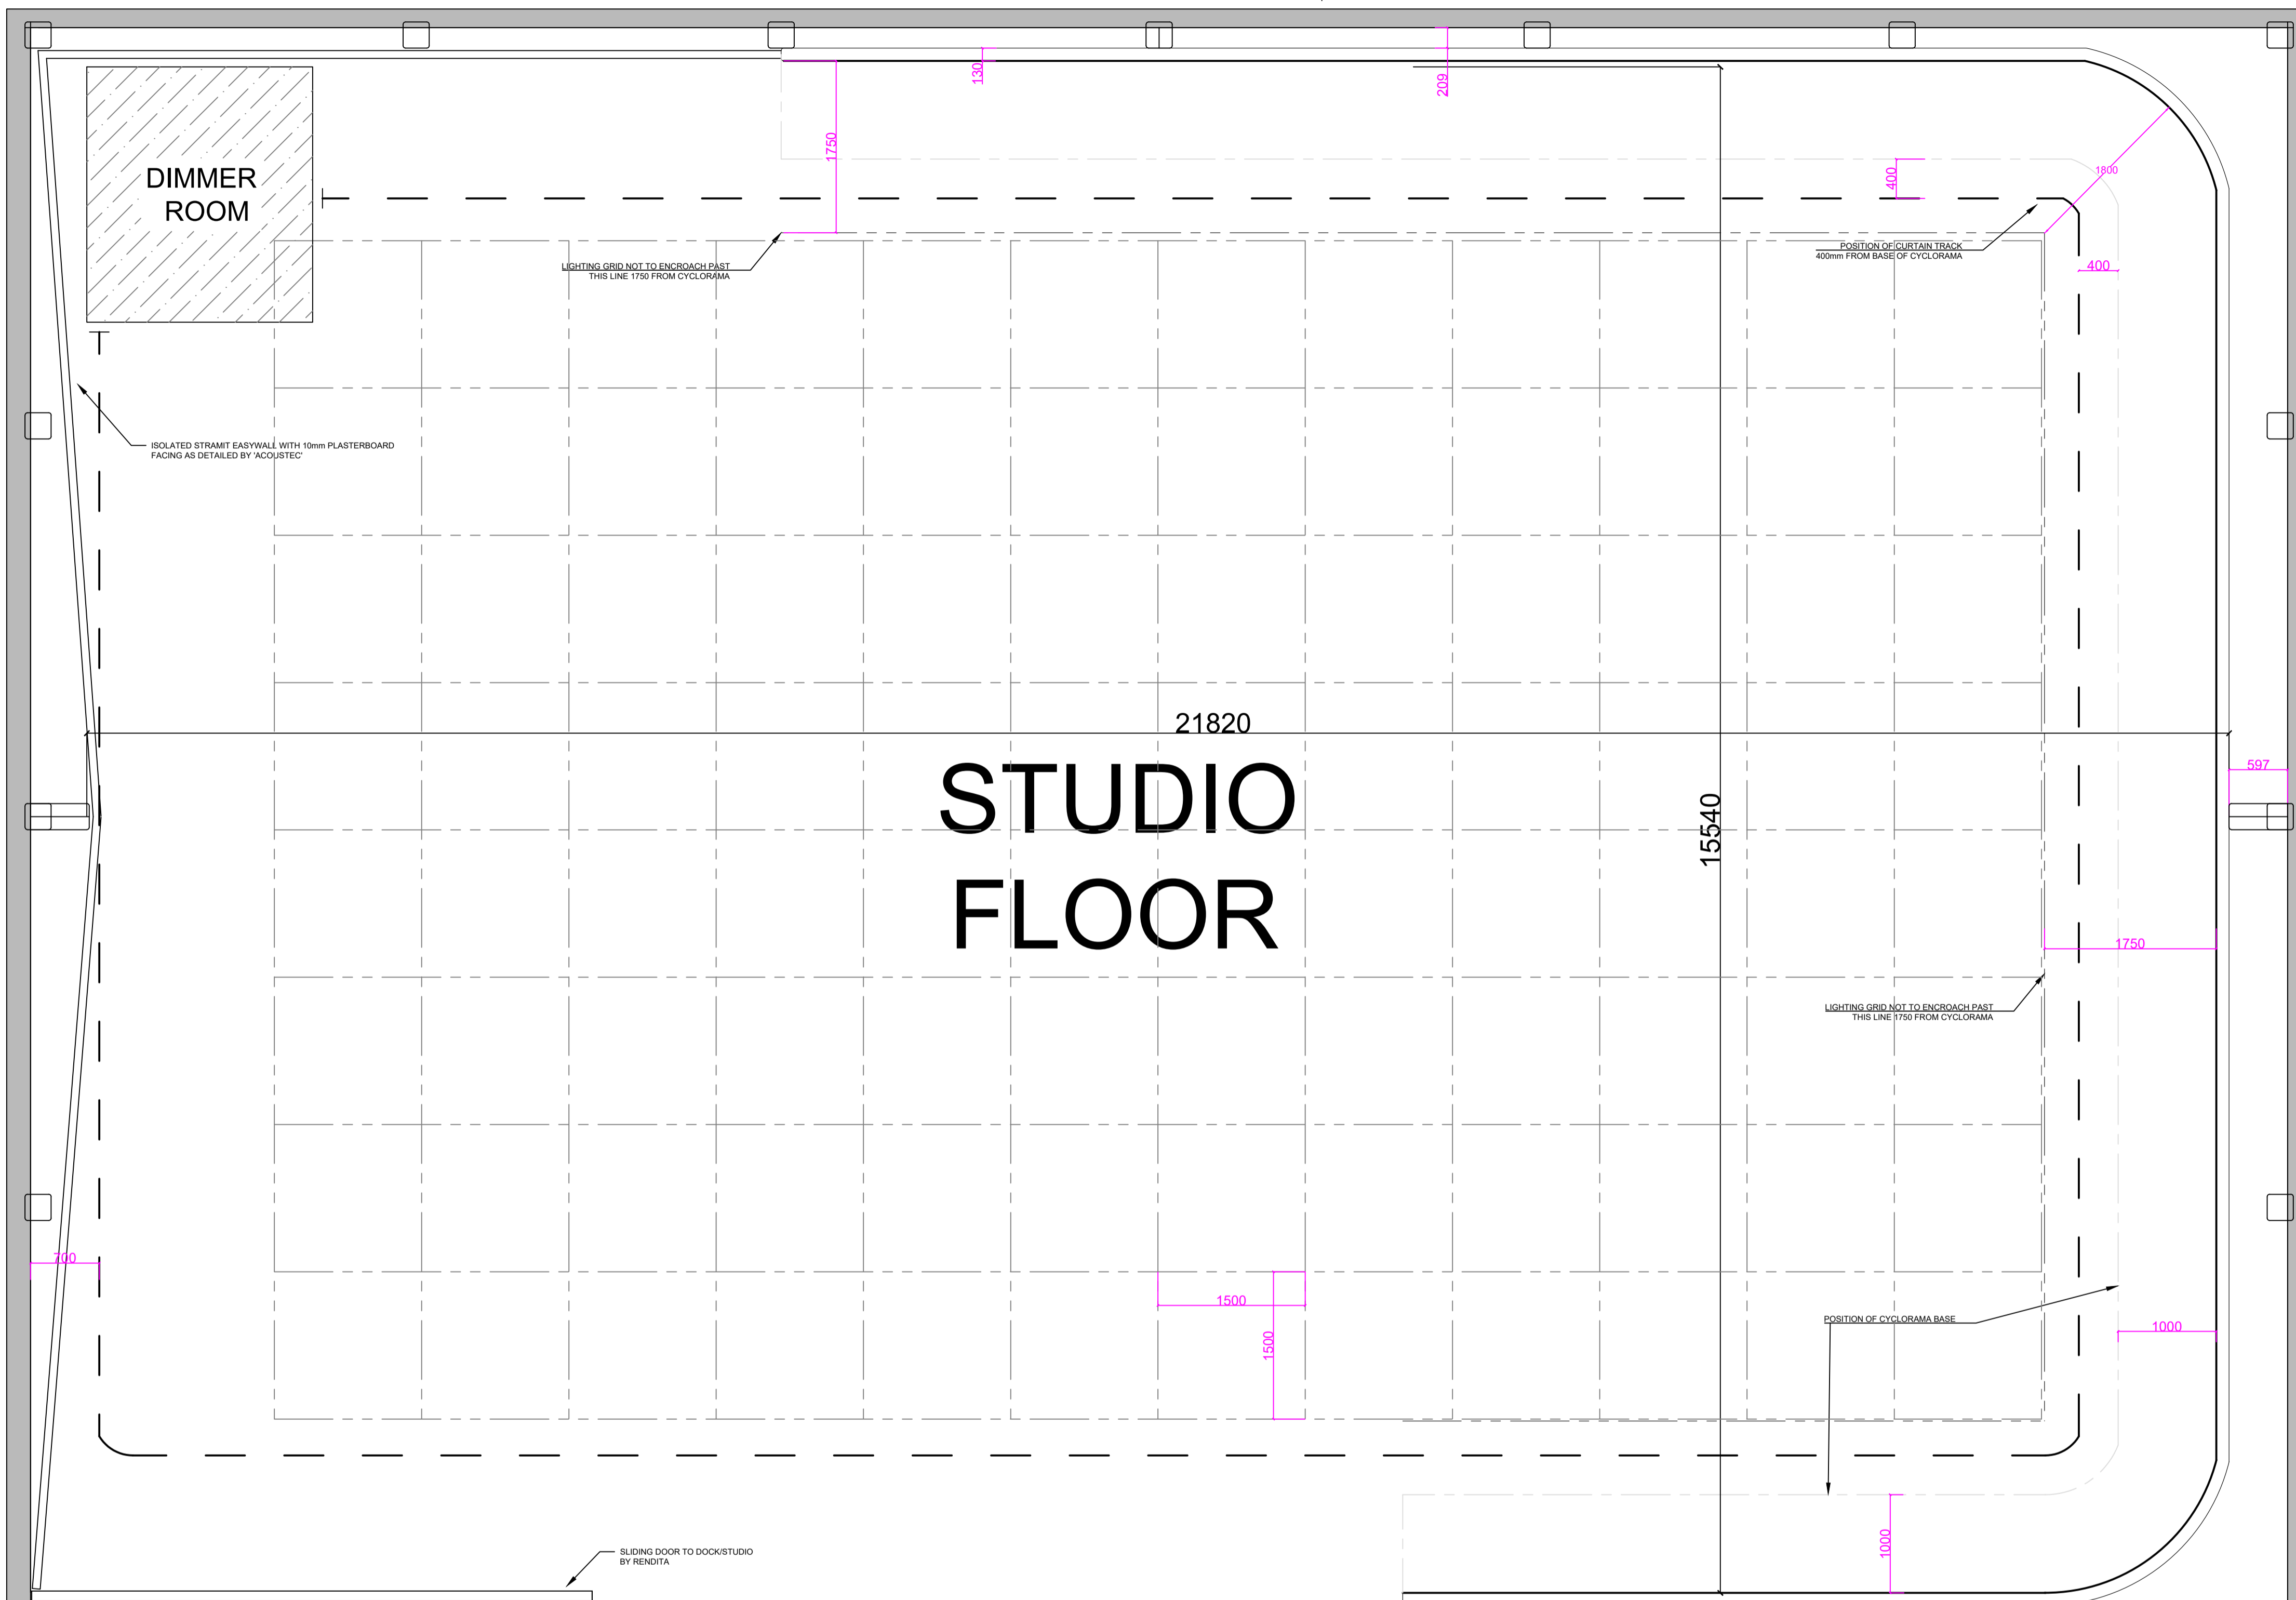 130
209
1750
DIMMER
ROOM
400
1800
POSITION OF CURTAIN TRACK
400mm FROM BASE OF CYCLORAMA
LIGHTING GRID NOT TO ENCROACH PAST
THIS LINE 1750 FROM CYCLORAMA
400
ISOLATED STRAMIT EASYWALL WITH 10mm PLASTERBOARD
FACING AS DETAILED BY 'ACOUSTEC'
21820
STUDIO
FLOOR
15540
597
1750
LIGHTING GRID NOT TO ENCROACH PAST
THIS LINE 1750 FROM CYCLORAMA
700
1500
1500
POSITION OF CYCLORAMA BASE
1000
1000
SLIDING DOOR TO DOCK/STUDIO
BY RENDITA